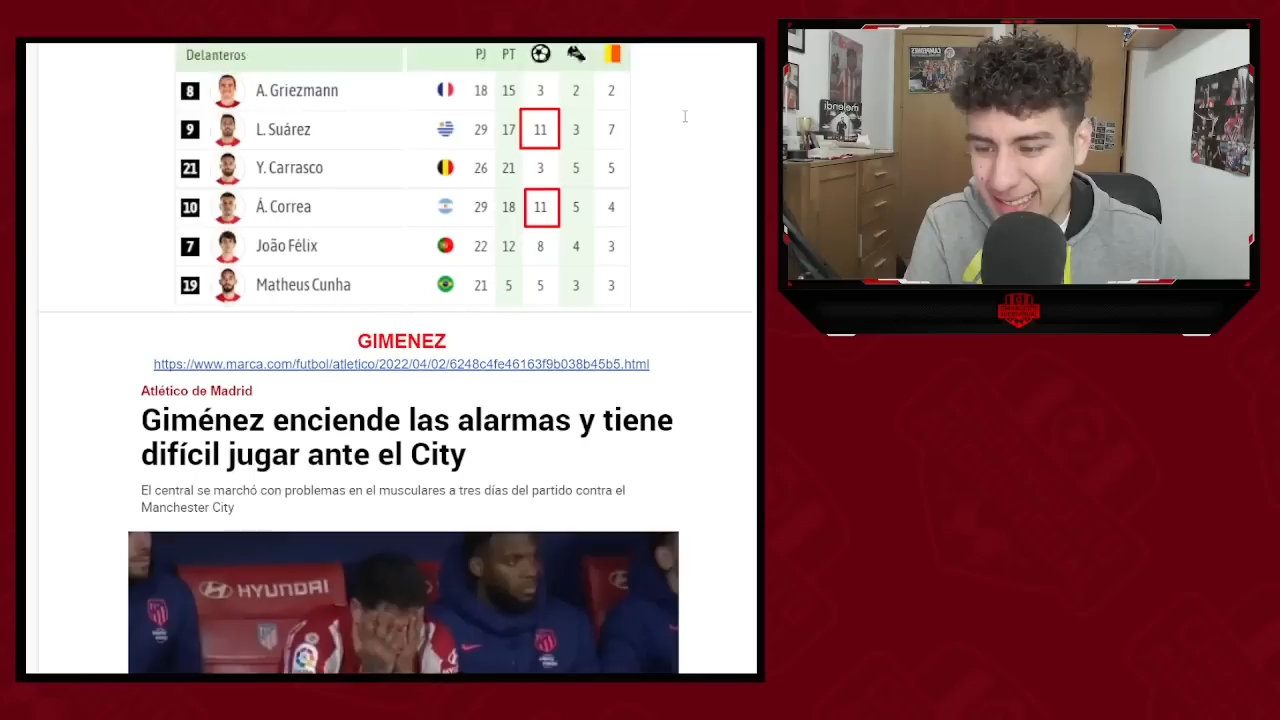 Delanteros PJ PT
8 A. Griezmann 18 15 3 2 2
9 L. Suárez 29 17 11 3 7
21 Y. Carrasco 26 21 3 5 5
10 Á. Correa 29 18 11 5 4
7 João Félix 22 12 8 4 3
19 Matheus Cunha 21 5 5 3 3
GIMENEZ
https://www.marca.com/futbol/atletico/2022/04/02/6248c4fe46163f9b038b45b5.html
Atlético de Madrid
Giménez enciende las alarmas y tiene
difícil jugar ante el City
El central se marchó con problemas en el musculares a tres días del partido contra el
Manchester City
HYUNDAI
CAMPEONES
melendi